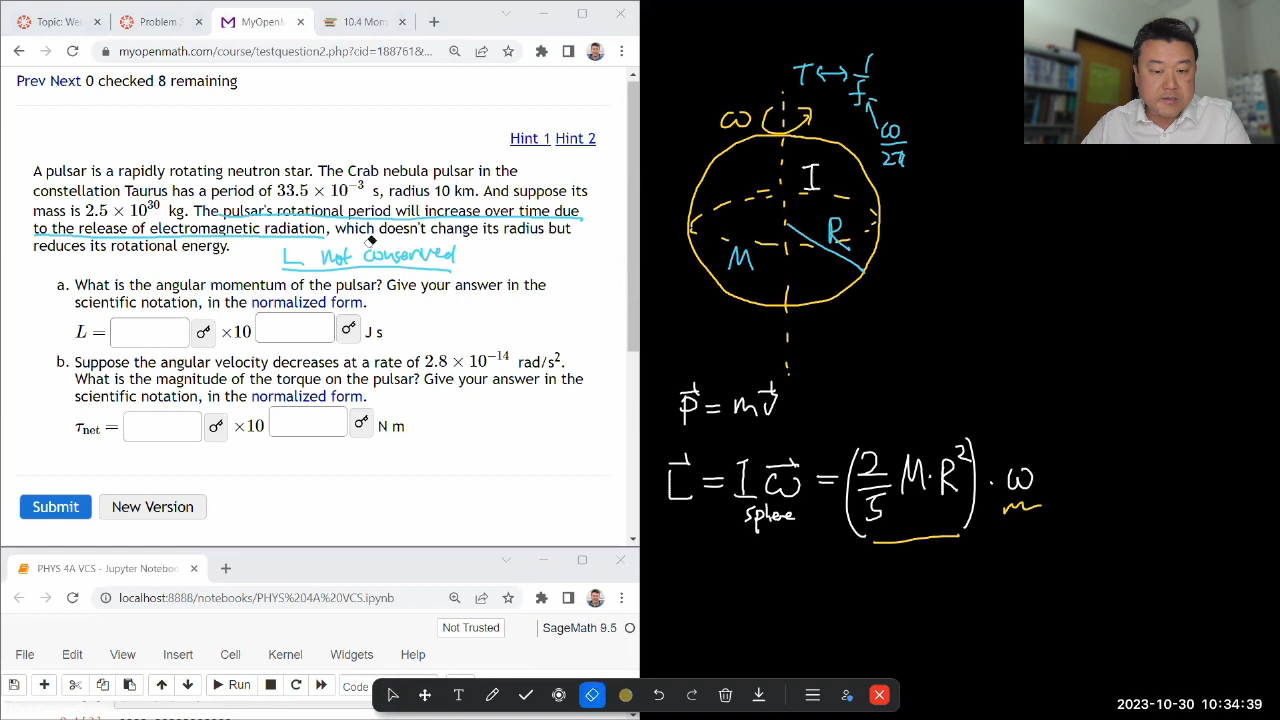 Topic: We
Problem S
MyOpenM
10.4 Mom
myopenmath.com/course/testquestion2.php?cid=188761&...
Prev Next 0 checked 8 remaining
Hint 1 Hint 2
A pulsar is a rapidly rotating neutron star. The Crab nebula pulsar in the
constellation Taurus has a period of 33.5 × 10⁻³ s, radius 10 km. And suppose its
mass is 2.5 × 10³⁰ kg. The pulsar's rotational period will increase over time due
to the release of electromagnetic radiation, which doesn't change its radius but
reduces its rotational energy.
L not conserved
a. What is the angular momentum of the pulsar? Give your answer in the
scientific notation, in the normalized form.
L = ×10 J s
b. Suppose the angular velocity decreases at a rate of 2.8 × 10⁻¹⁴ rad/s².
What is the magnitude of the torque on the pulsar? Give your answer in the
scientific notation, in the normalized form.
τnet = ×10 N m
Submit New Version
PHYS 4A VCS - Jupyter Notebo
localhost:8888/notebooks/PHYS%204A%20VCS.ipynb
Not Trusted SageMath 9.5
File Edit View Insert Cell Kernel Widgets Help
Run Code
T ↔ 1/f
ω/2π
ω
I
R
M
p⃗ = m v⃗
L⃗ = I ω⃗ = (2/5 M·R²) · ω
sphere
2023-10-30 10:34:39